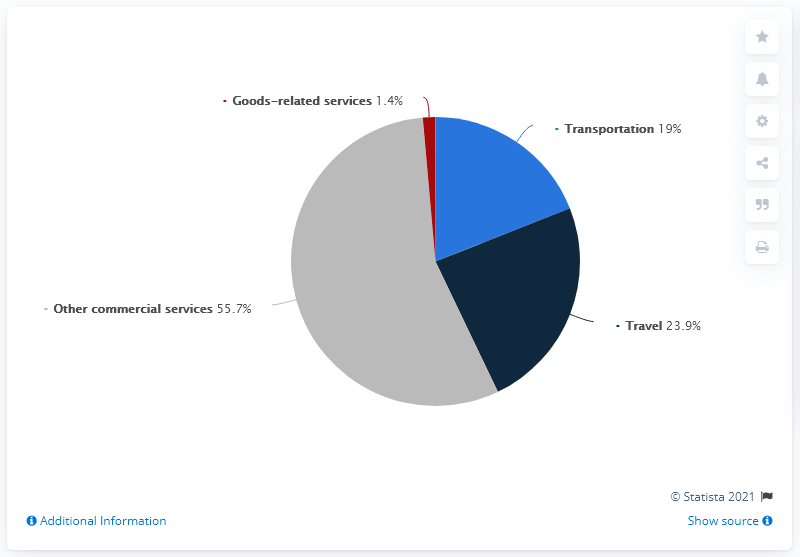 Goods-related services 1.4%
Transportation 19%
Other commercial services 55.7%
Travel 23.9%
© Statista 2021
Additional Information
Show source